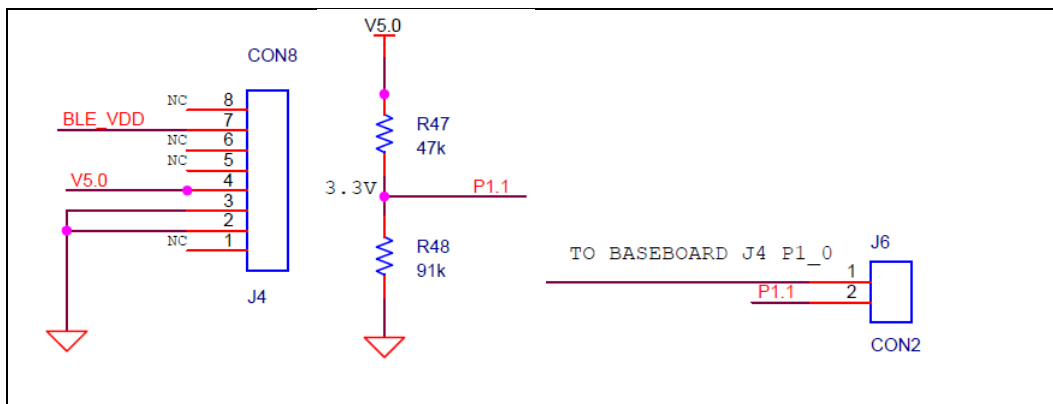 V5.0
CON8
NC 8
BLE_VDD 7
NC 6
NC 5
V5.0 4
3
2
NC 1
J4
R47
47k
3.3V
P1.1
R48
91k
TO BASEBOARD J4 P1_0
J6
1
P1.1 2
CON2